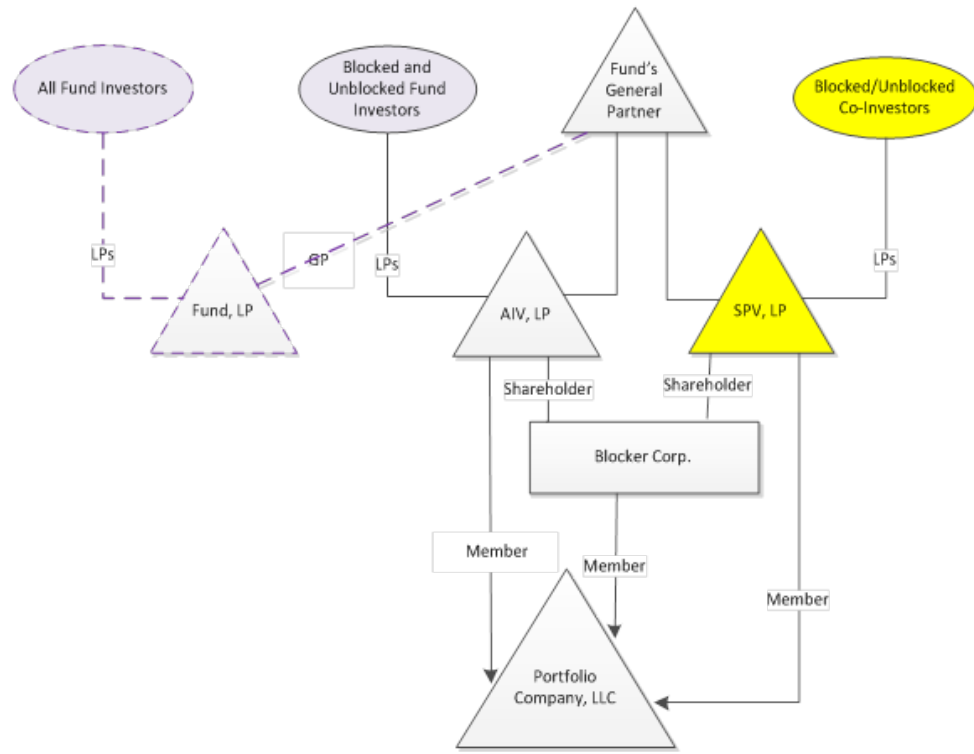 All Fund Investors
Blocked and
Unblocked Fund
Investors
Fund's
General
Partner
Blocked/Unblocked
Co-Investors
LPs
GP
LPs
LPs
Fund, LP
AIV, LP
SPV, LP
Shareholder
Shareholder
Blocker Corp.
Member
Member
Member
Portfolio
Company, LLC